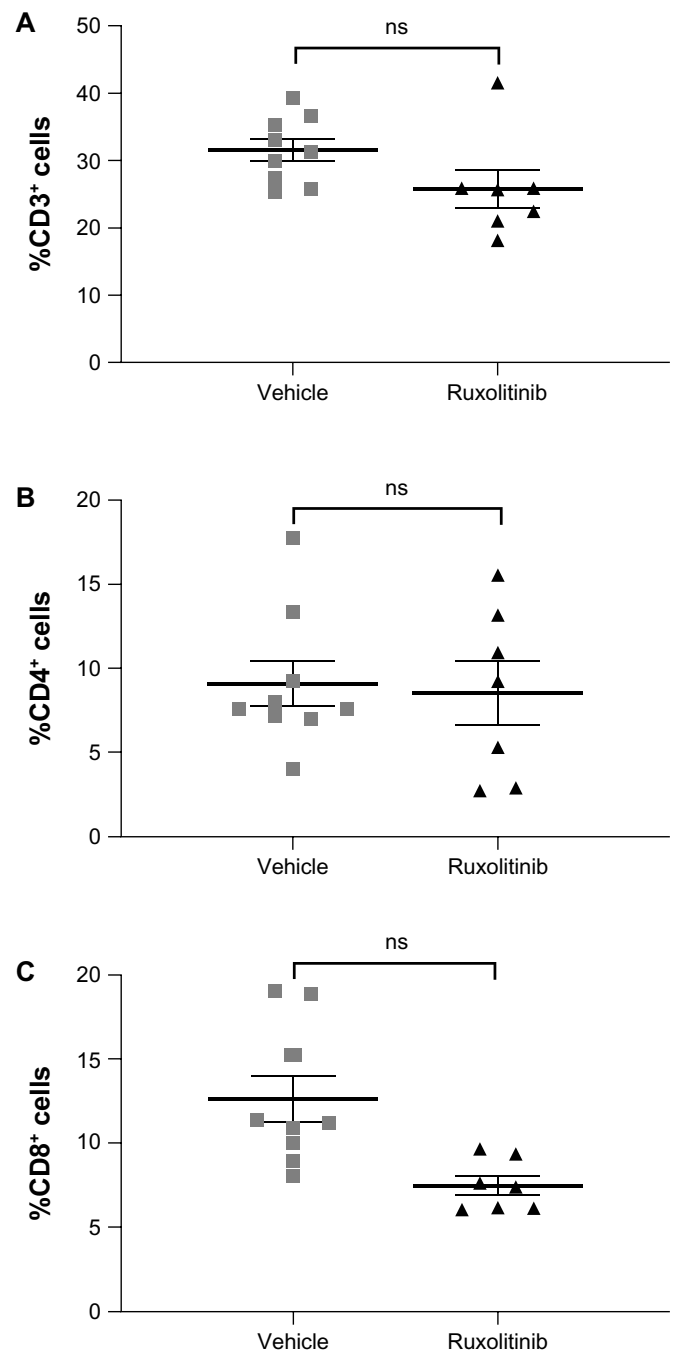 A
ns
50
40
30
20
10
0
%CD3⁺ cells
Vehicle Ruxolitinib
B
ns
20
15
10
5
0
%CD4⁺ cells
Vehicle Ruxolitinib
C
ns
20
15
10
5
0
%CD8⁺ cells
Vehicle Ruxolitinib